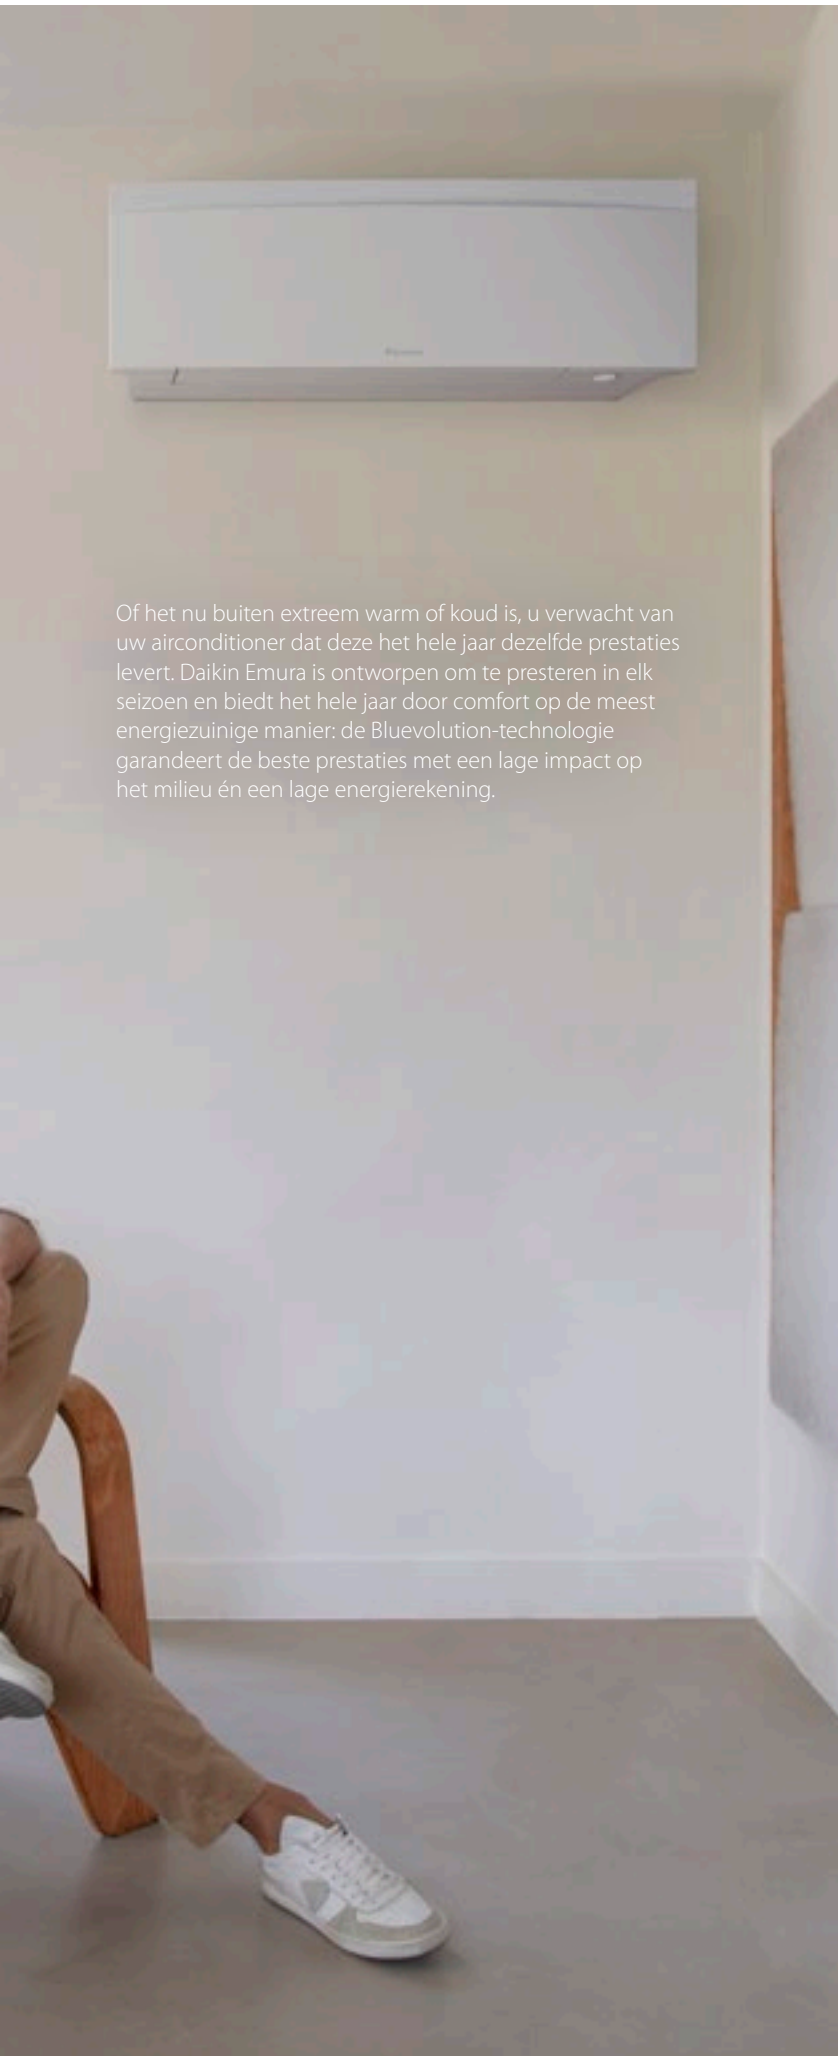 Of het nu buiten extreem warm of koud is, u verwacht van
uw airconditioner dat deze het hele jaar dezelfde prestaties
levert. Daikin Emura is ontworpen om te presteren in elk
seizoen en biedt het hele jaar door comfort op de meest
energiezuinige manier: de Bluevolution-technologie
garandeert de beste prestaties met een lage impact op
het milieu én een lage energierekening.